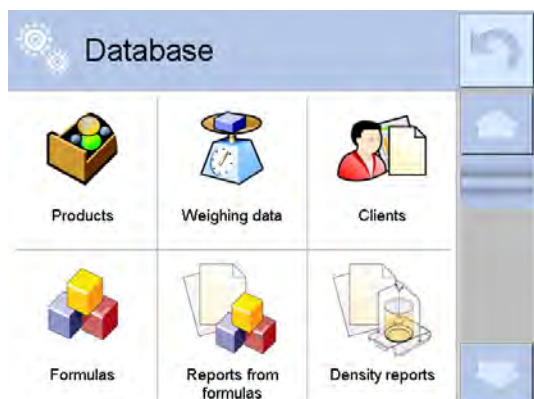 Database
Products
Weighing data
Clients
Formulas
Reports from
formulas
Density reports